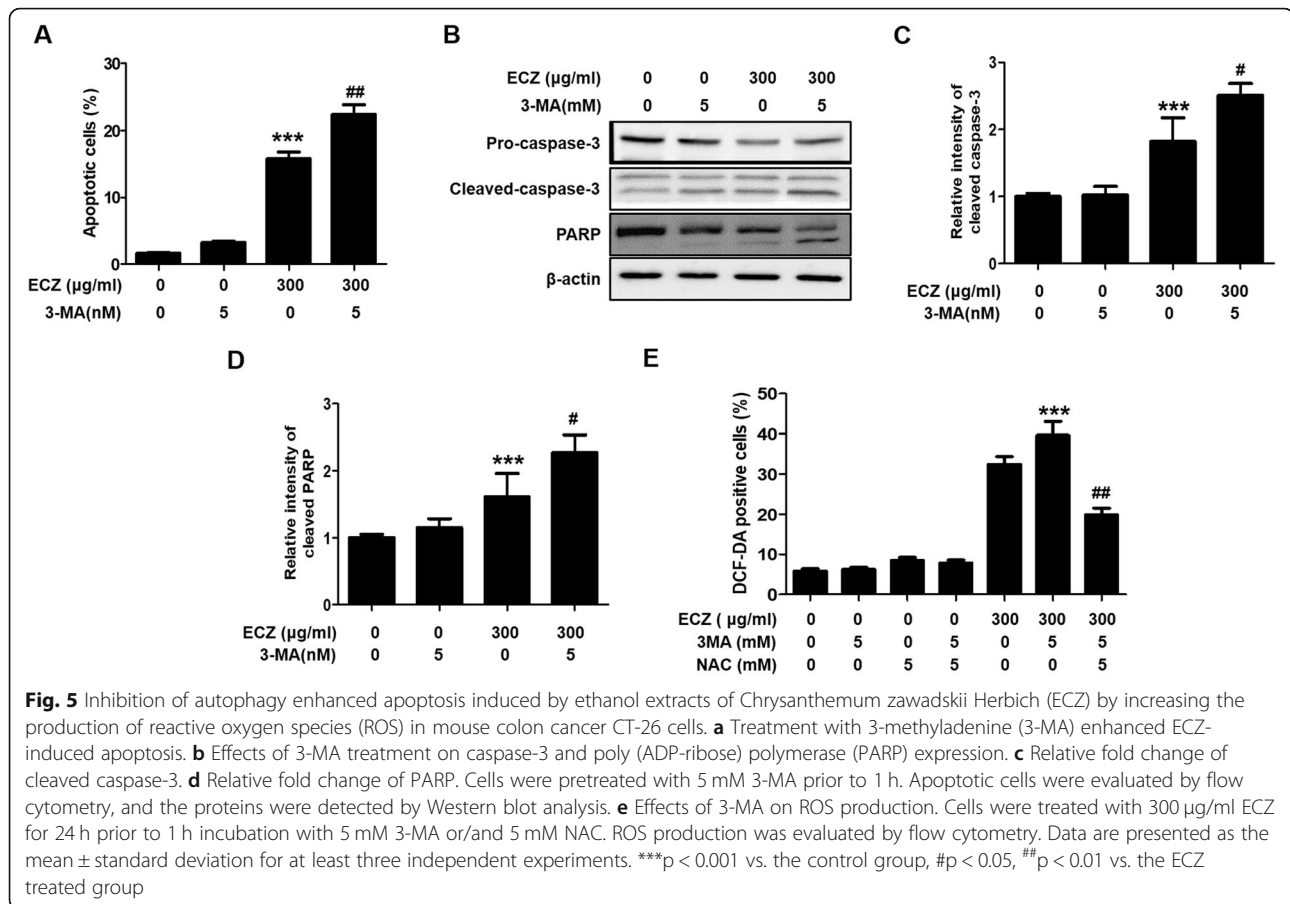 A
30
20
10
0
Apoptotic cells (%)
ECZ (µg/ml) 0 0 300 300
3-MA(nM) 0 5 0 5
***
##
B
ECZ (µg/ml) 0 0 300 300
3-MA(mM) 0 5 0 5
Pro-caspase-3
Cleaved-caspase-3
PARP
β-actin
C
3
2
1
0
Relative intensity of
cleaved caspase-3
***
#
ECZ (µg/ml) 0 0 300 300
3-MA(nM) 0 5 0 5
D
3
2
1
0
Relative intensity of
cleaved PARP
***
#
ECZ (µg/ml) 0 0 300 300
3-MA(nM) 0 5 0 5
E
50
40
30
20
10
0
DCF-DA positive cells (%)
***
##
ECZ ( µg/ml) 0 0 0 0 300 300 300
3MA (mM) 0 5 0 5 0 5 5
NAC (mM) 0 0 5 5 0 0 5
Fig. 5 Inhibition of autophagy enhanced apoptosis induced by ethanol extracts of Chrysanthemum zawadskii Herbich (ECZ) by increasing the
production of reactive oxygen species (ROS) in mouse colon cancer CT-26 cells. a Treatment with 3-methyladenine (3-MA) enhanced ECZ-
induced apoptosis. b Effects of 3-MA treatment on caspase-3 and poly (ADP-ribose) polymerase (PARP) expression. c Relative fold change of
cleaved caspase-3. d Relative fold change of PARP. Cells were pretreated with 5 mM 3-MA prior to 1 h. Apoptotic cells were evaluated by flow
cytometry, and the proteins were detected by Western blot analysis. e Effects of 3-MA on ROS production. Cells were treated with 300 µg/ml ECZ
for 24 h prior to 1 h incubation with 5 mM 3-MA or/and 5 mM NAC. ROS production was evaluated by flow cytometry. Data are presented as the
mean ± standard deviation for at least three independent experiments. ***p < 0.001 vs. the control group, #p < 0.05, ##p < 0.01 vs. the ECZ
treated group